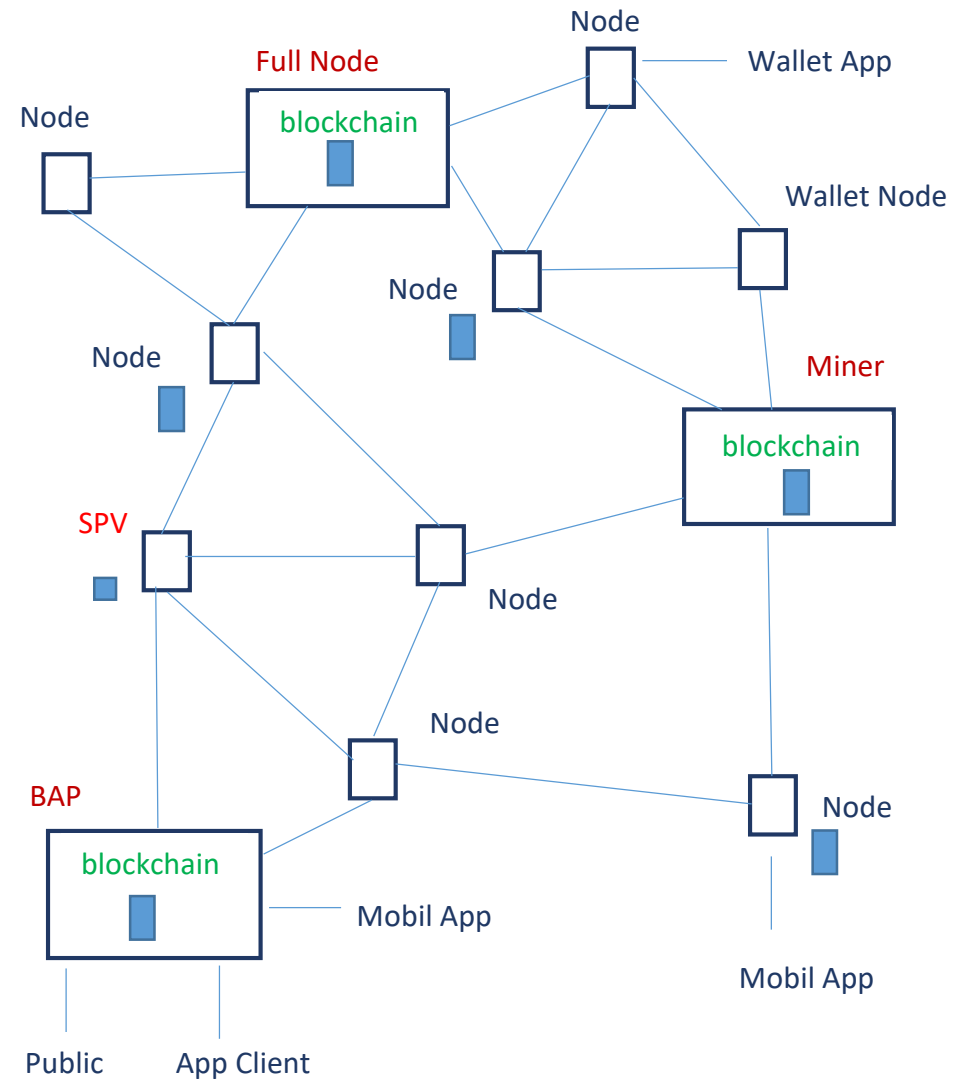 Node
Full Node
Wallet App
Node
blockchain
Wallet Node
Node
Node
Miner
blockchain
SPV
Node
Node
BAP
Node
blockchain
Mobil App
Mobil App
Public
App Client